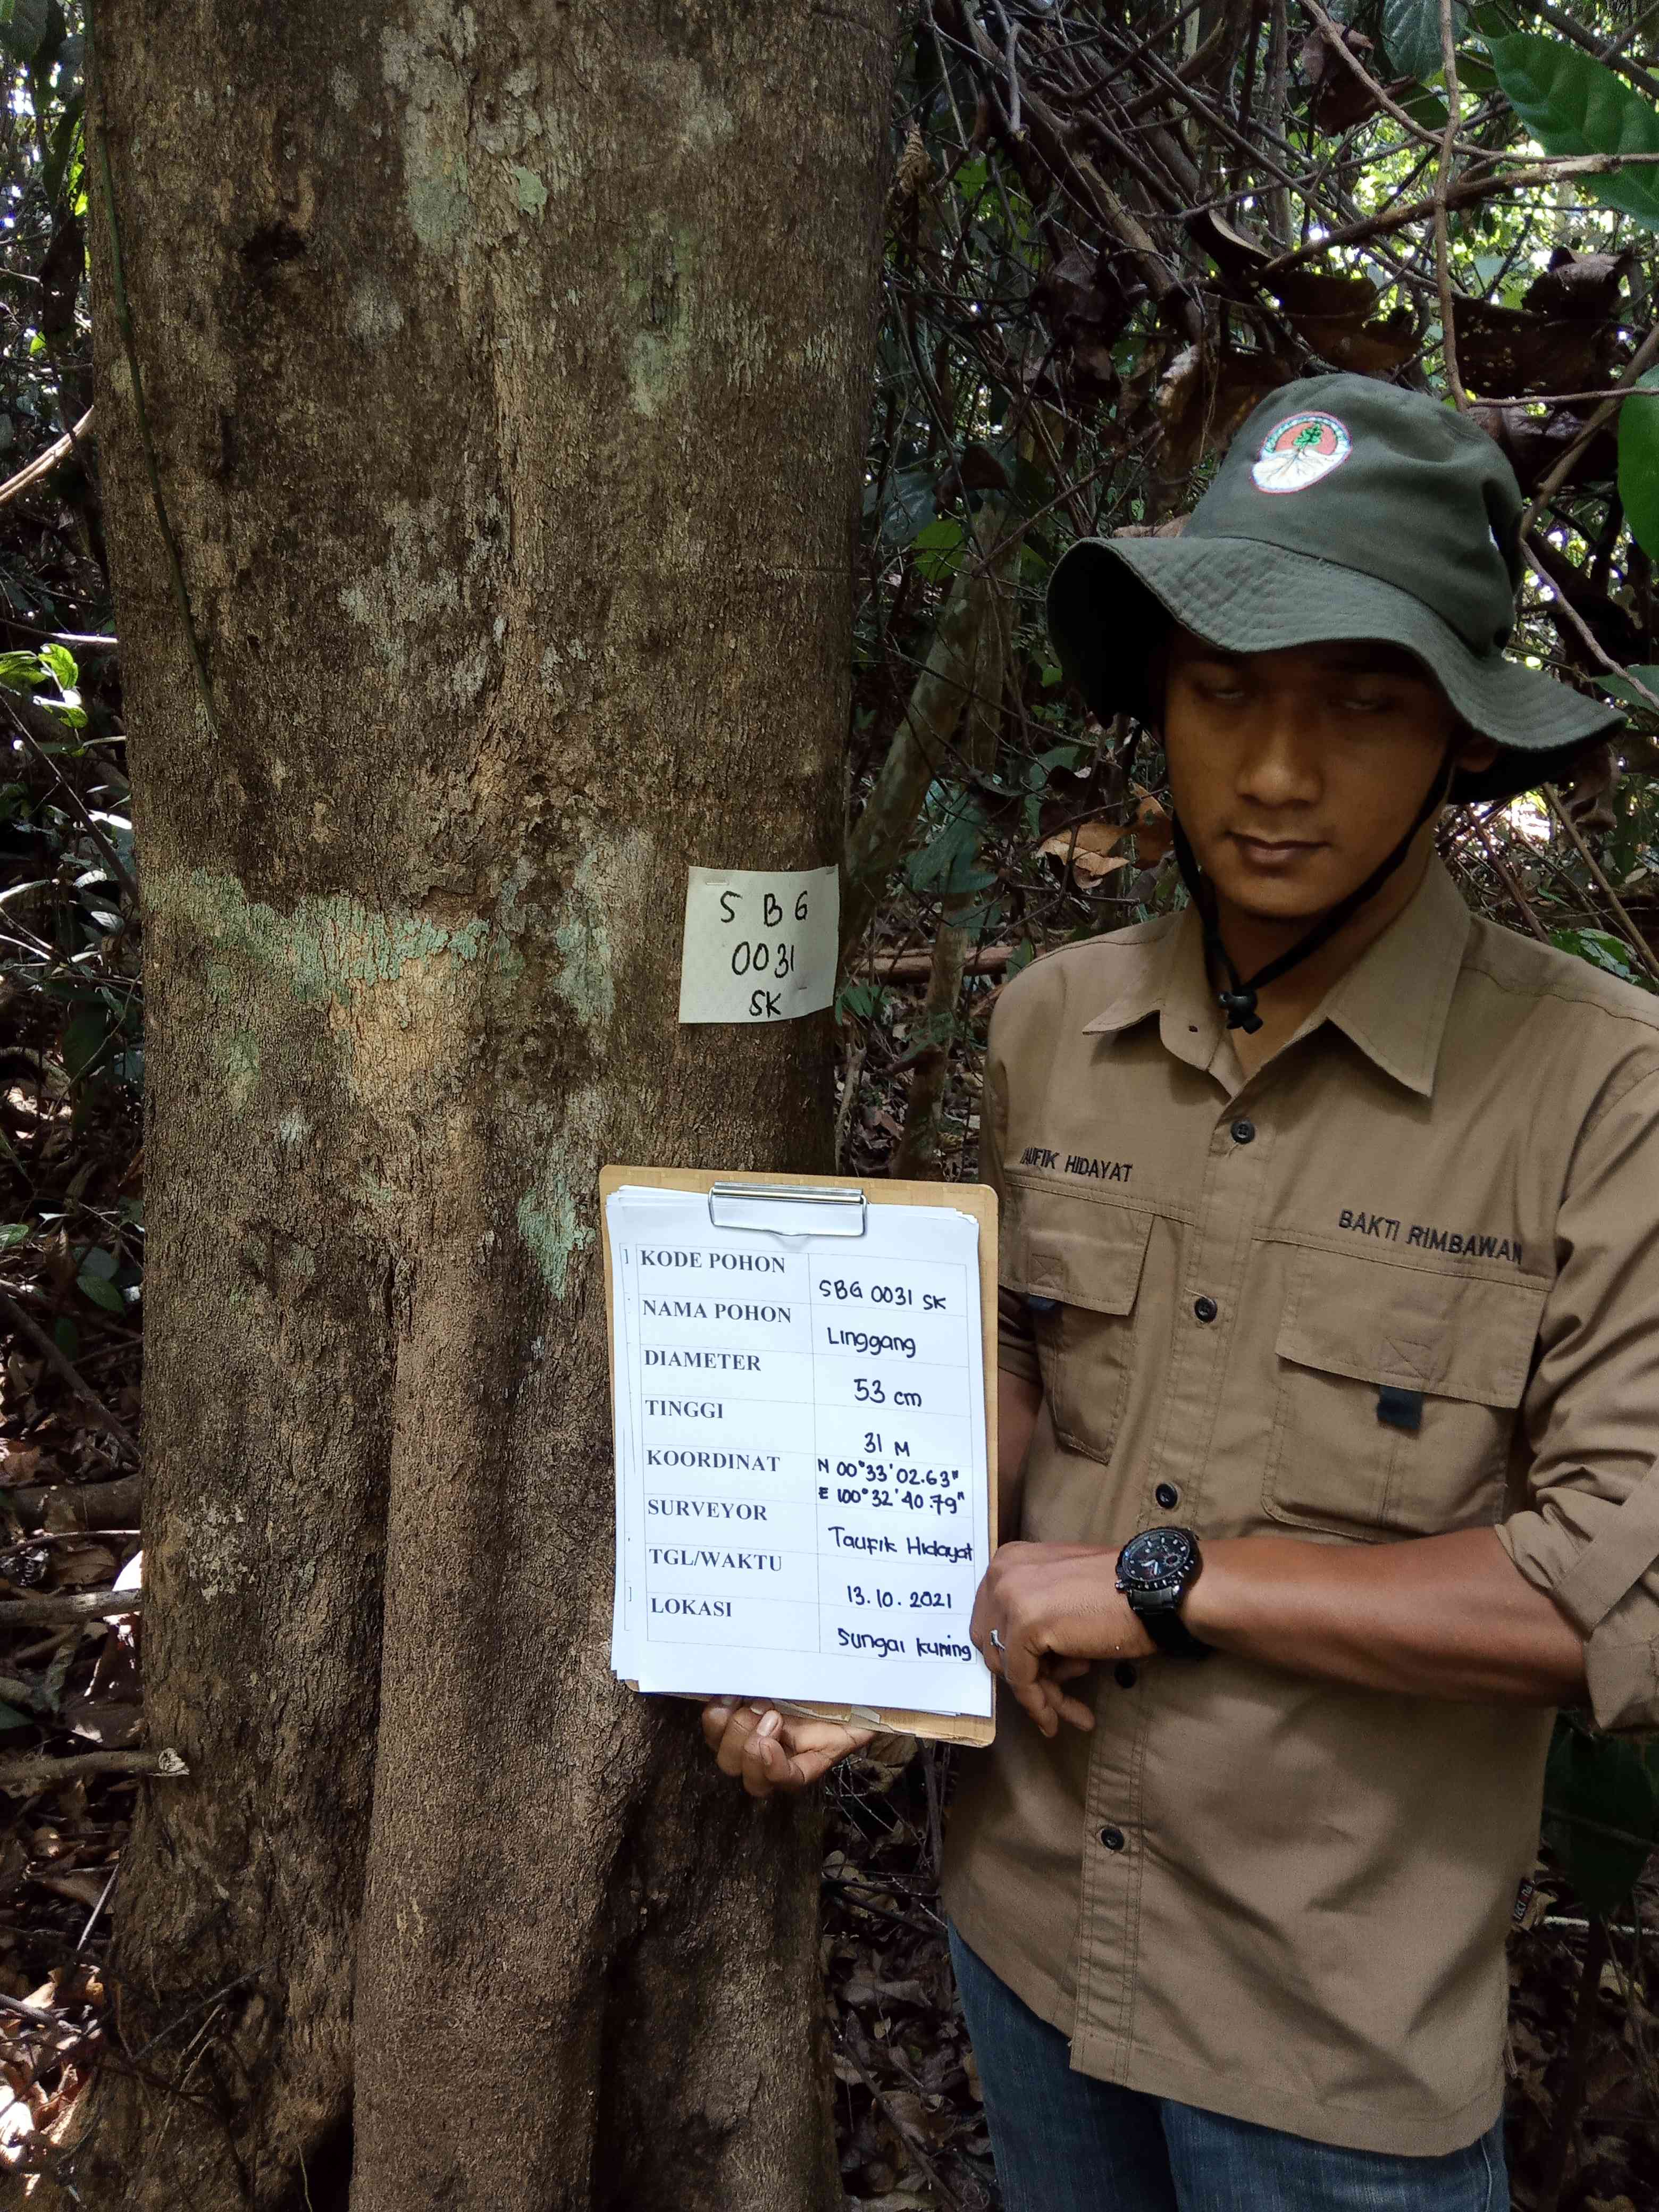 S B G
0031
SK
TAUFIK HIDAYAT
BAKTI RIMBAWAN
KODE POHON SBG 0031 SK
NAMA POHON Linggang
DIAMETER 53 cm
TINGGI 31 M
KOORDINAT N 00°33'02.63"
E 100°32'40.79"
SURVEYOR Taufik Hidayat
TGL/WAKTU 13.10.2021
LOKASI Sungai Kuning